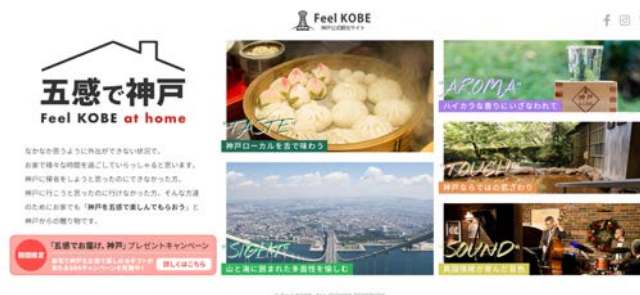 Feel KOBE
神戸公式観光サイト
五感で神戸
Feel KOBE at home
なかなか思うように外出ができない状況で、
お家で様々な時間を過ごしていらっしゃると思います。
神戸に帰省をしようと思ったのにできなかった方、
神戸に行こうと思ったのに行けなかった方、そんな方達
のためにお家でも「神戸を五感で楽しんでもらおう」と
神戸からの贈り物です。
期間限定
「五感でお届け、神戸」プレゼントキャンペーン
詳しくはこちら
TASTE
神戸ローカルを舌で味わう
SIGHT
山と海に囲まれた多面性を愉しむ
AROMA
ハイカラな香りにいざなわれて
TOUCH
神戸ならではの肌ざわり
SOUND
異国情緒が育んだ音色